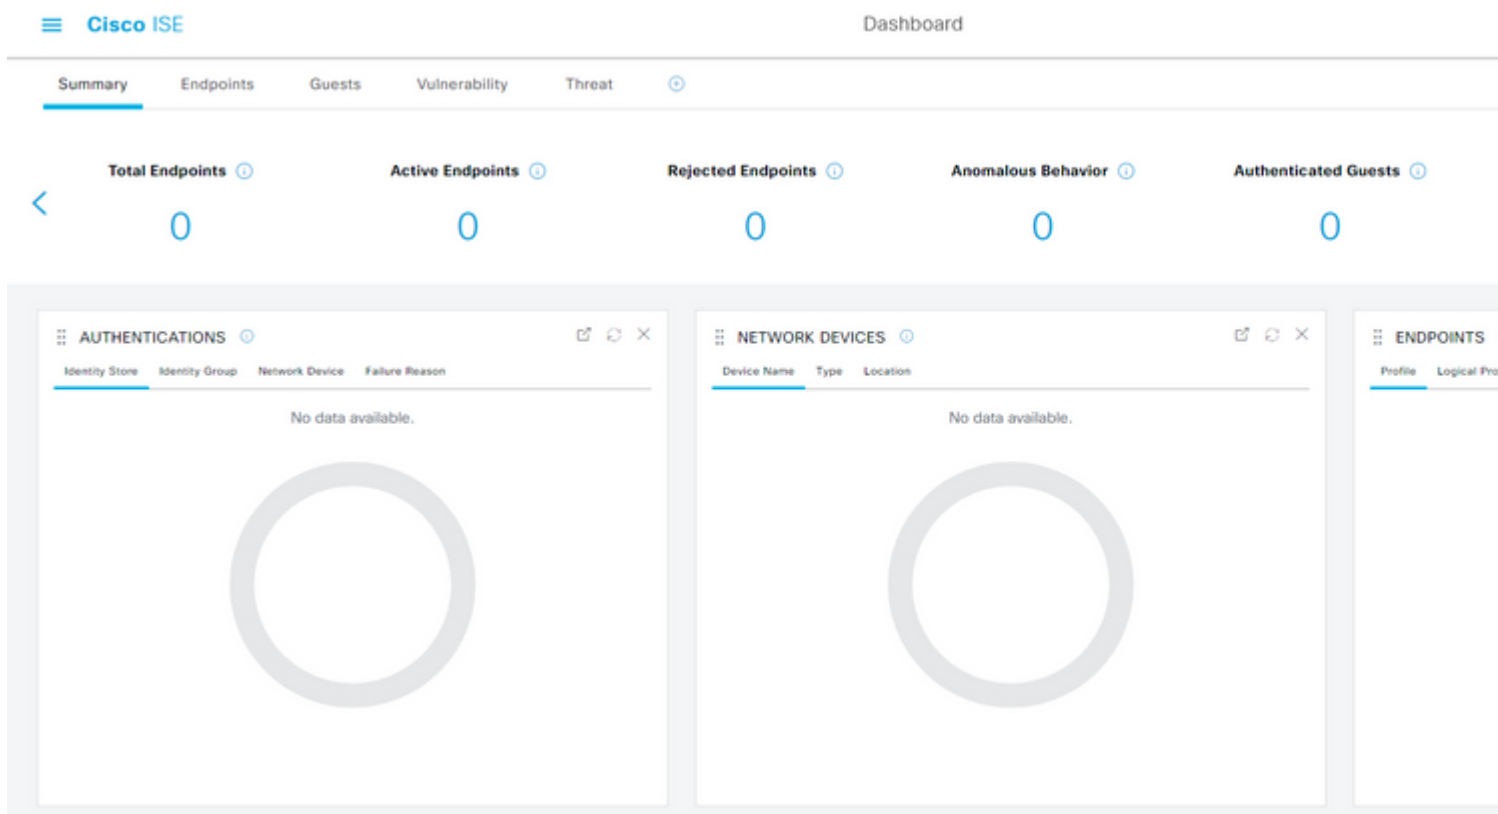 Cisco ISE
Dashboard
Summary Endpoints Guests Vulnerability Threat
Total Endpoints Active Endpoints Rejected Endpoints Anomalous Behavior Authenticated Guests
0 0 0 0 0
AUTHENTICATIONS
Identity Store Identity Group Network Device Failure Reason
No data available.
NETWORK DEVICES
Device Name Type Location
No data available.
ENDPOINTS
Profile Logical Pro